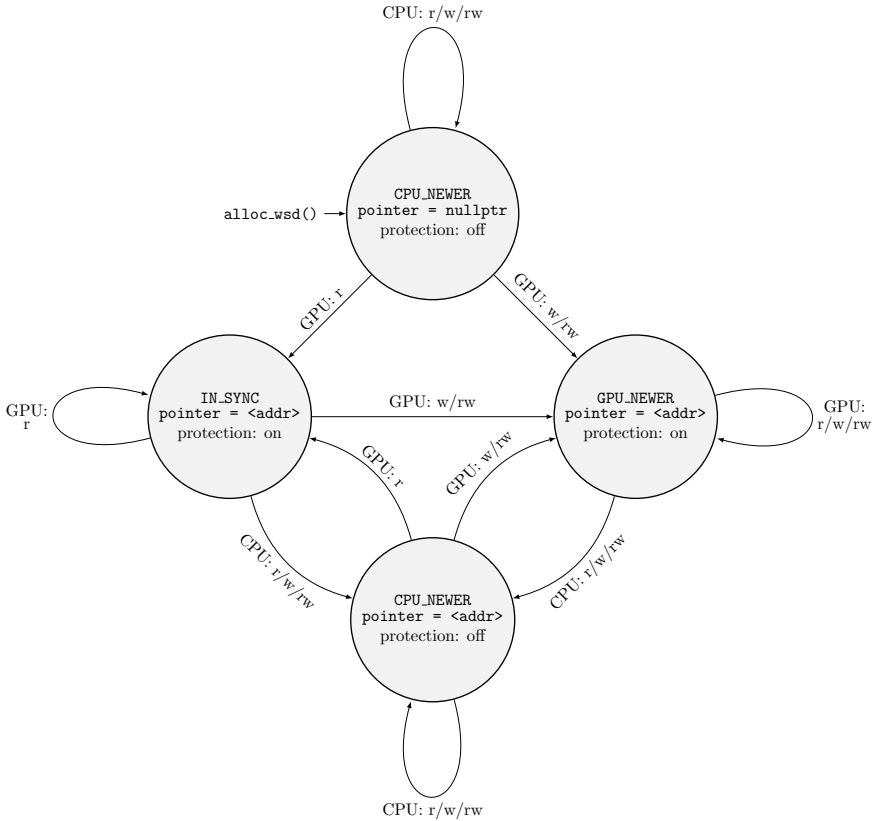 CPU: r/w/rw
CPU_NEWER
pointer = nullptr
protection: off
alloc_wsd()
GPU: r
GPU: w/rw
IN_SYNC
pointer = <addr>
protection: on
GPU:
r
GPU: w/rw
GPU_NEWER
pointer = <addr>
protection: on
GPU:
r/w/rw
GPU: r
GPU: w/rw
CPU: r/w/rw
CPU: r/w/rw
CPU_NEWER
pointer = <addr>
protection: off
CPU: r/w/rw